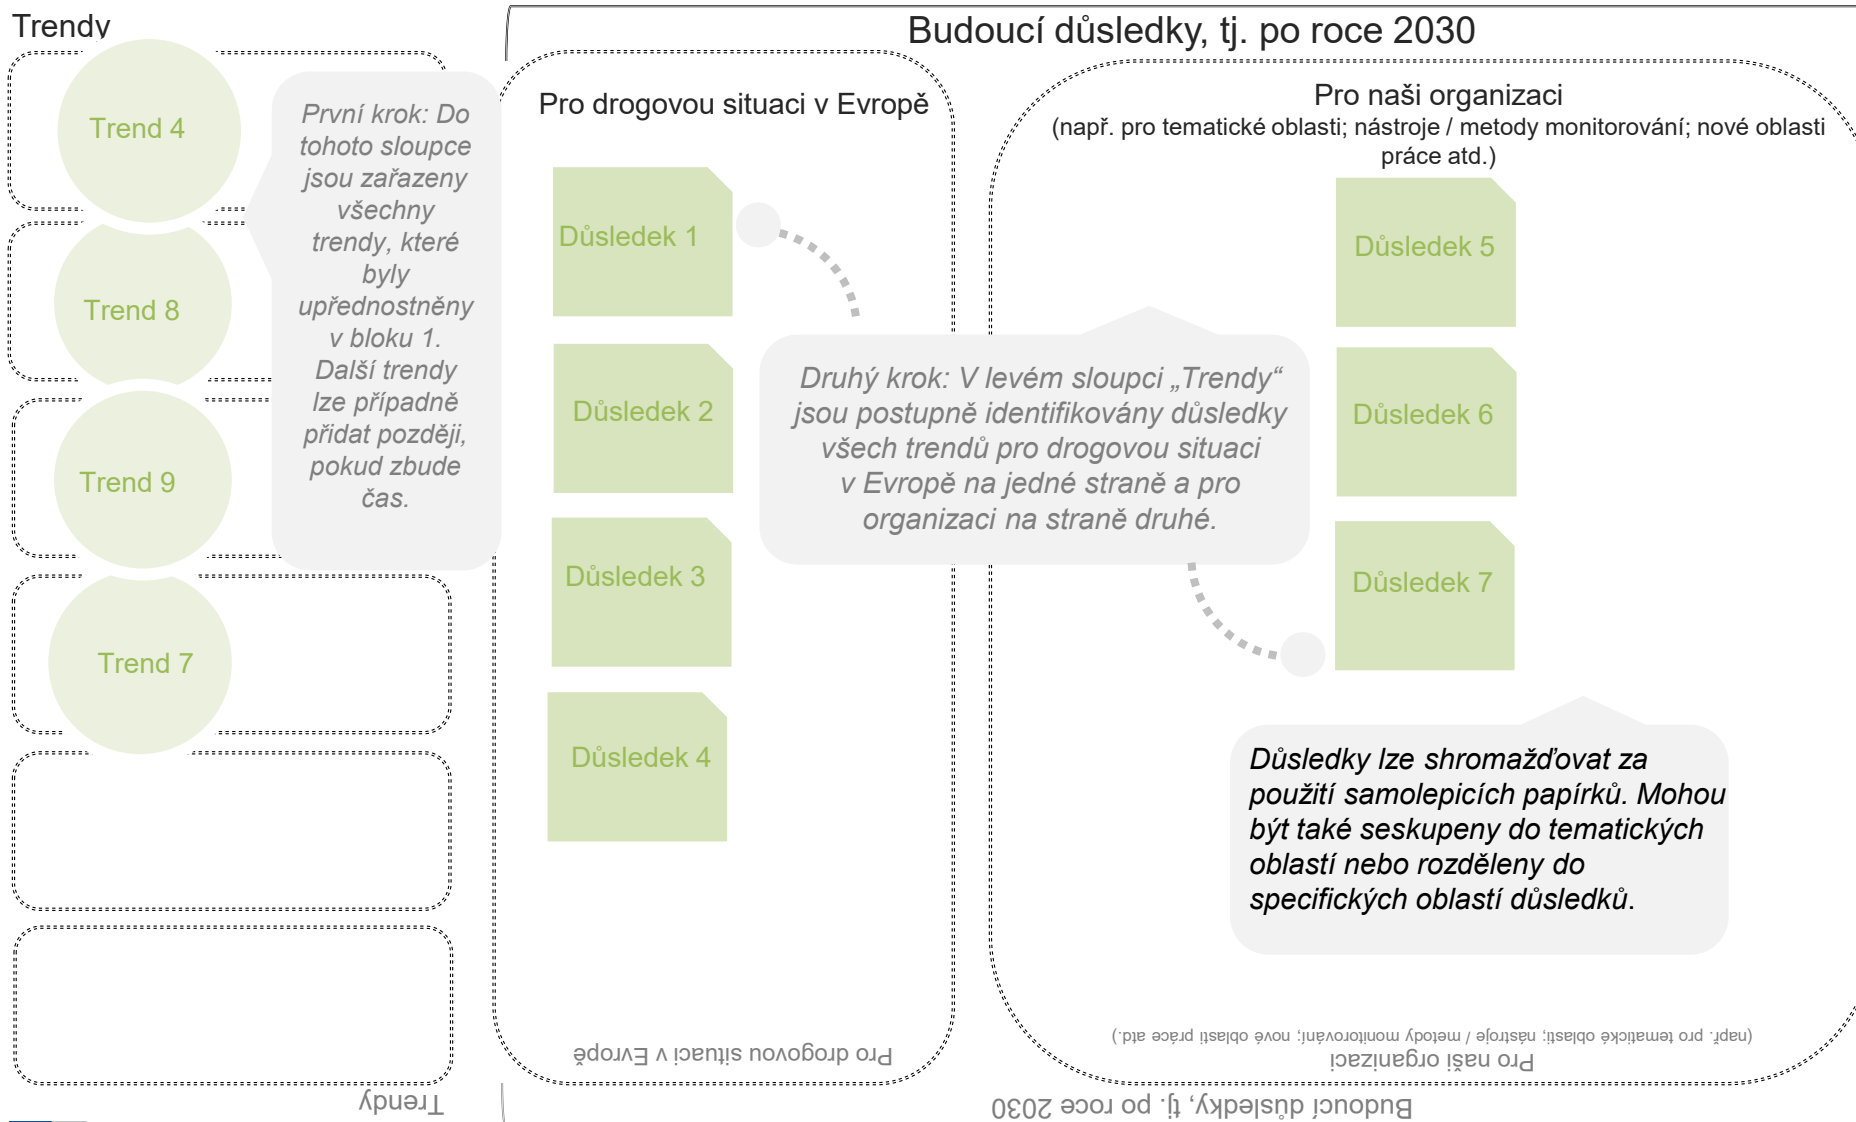 Trendy
Budoucí důsledky, tj. po roce 2030
Trend 4
Trend 8
Trend 9
Trend 7
První krok: Do
tohoto sloupce
jsou zařazeny
všechny
trendy, které
byly
upřednostněny
v bloku 1.
Další trendy
lze případně
přidat později,
pokud zbude
čas.
Pro drogovou situaci v Evropě
Důsledek 1
Důsledek 2
Důsledek 3
Důsledek 4
Druhý krok: V levém sloupci „Trendy“
jsou postupně identifikovány důsledky
všech trendů pro drogovou situaci
v Evropě na jedné straně a pro
organizaci na straně druhé.
Pro naši organizaci
(např. pro tematické oblasti; nástroje / metody monitorování; nové oblasti
práce atd.)
Důsledek 5
Důsledek 6
Důsledek 7
Důsledky lze shromažďovat za
použití samolepicích papírků. Mohou
být také seskupeny do tematických
oblastí nebo rozděleny do
specifických oblastí důsledků.
Pro drogovou situaci v Evropě
(např. pro tematické oblasti; nástroje / metody monitorování; nové oblasti práce atd.)
Pro naši organizaci
Trendy
Budoucí důsledky, tj. po roce 2030